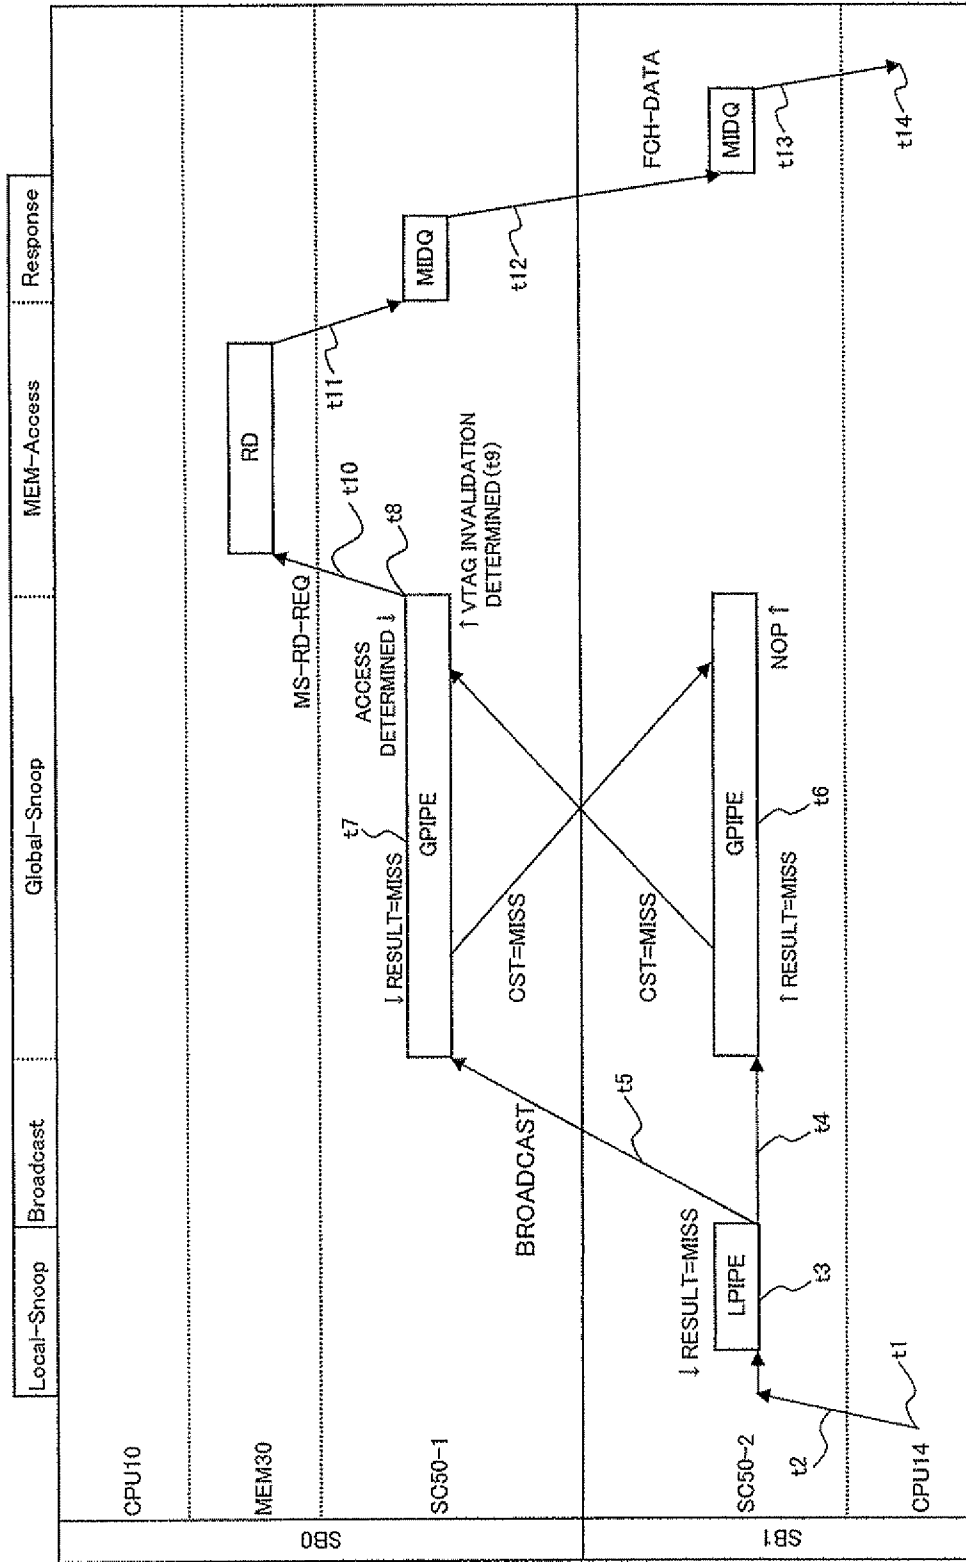 Local-Snoop
Broadcast
Global-Snoop
MEM-Access
Response
SB0
SB1
CPU10
MEM30
SC50-1
SC50-2
CPU14
t1
t2
↓ RESULT=MISS
LPIPE
t3
t4
BROADCAST
t5
↓ RESULT=MISS
t7
GPIPE
ACCESS
DETERMINED ↓
t8
CST=MISS
CST=MISS
GPIPE
t6
↑ RESULT=MISS
NOP ↑
↑ VTAG INVALIDATION
DETERMINED (t9)
MS-RD-REQ
t10
RD
t11
MIDQ
t12
FCH-DATA
MIDQ
t13
t14